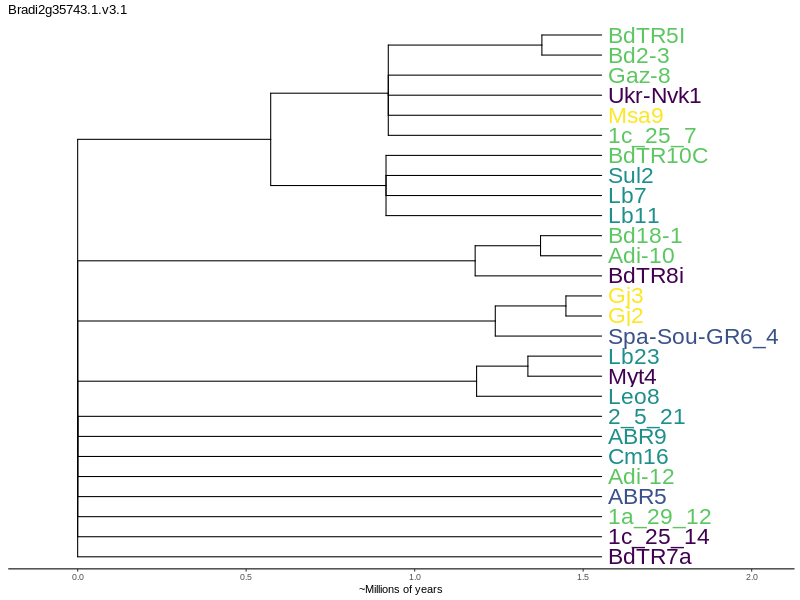 Bradi2g35743.1.v3.1
BdTR5I
Bd2-3
Gaz-8
Ukr-Nvk1
Msa9
1c_25_7
BdTR10C
Sul2
Lb7
Lb11
Bd18-1
Adi-10
BdTR8i
Gj3
Gj2
Spa-Sou-GR6_4
Lb23
Myt4
Leo8
2_5_21
ABR9
Cm16
Adi-12
ABR5
1a_29_12
1c_25_14
BdTR7a
0.0 0.5 1.0 1.5 2.0
~Millions of years